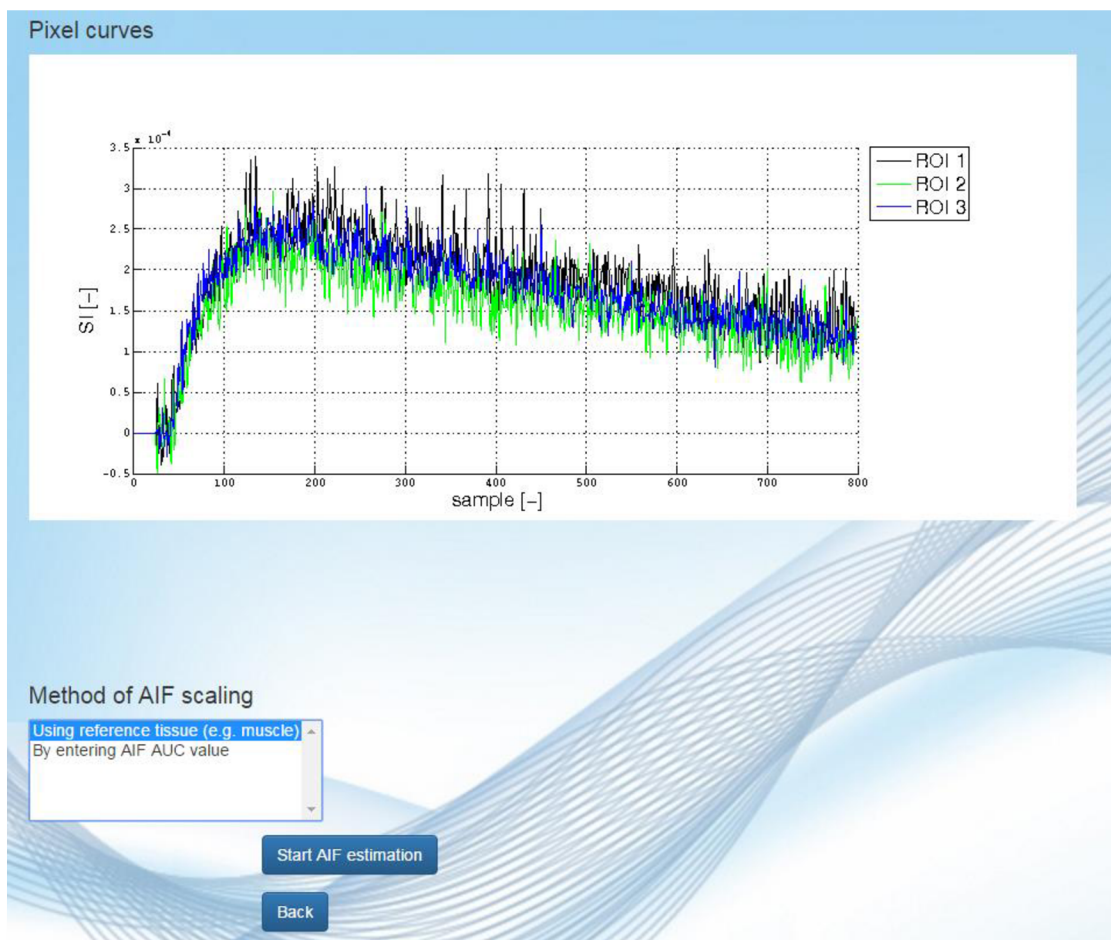 Pixel curves
x 10⁻⁴
3.5
3
2.5
2
1.5
1
0.5
0
-0.5
SI [-]
0 100 200 300 400 500 600 700 800
sample [-]
ROI 1
ROI 2
ROI 3
Method of AIF scaling
Using reference tissue (e.g. muscle)
By entering AIF AUC value
Start AIF estimation
Back